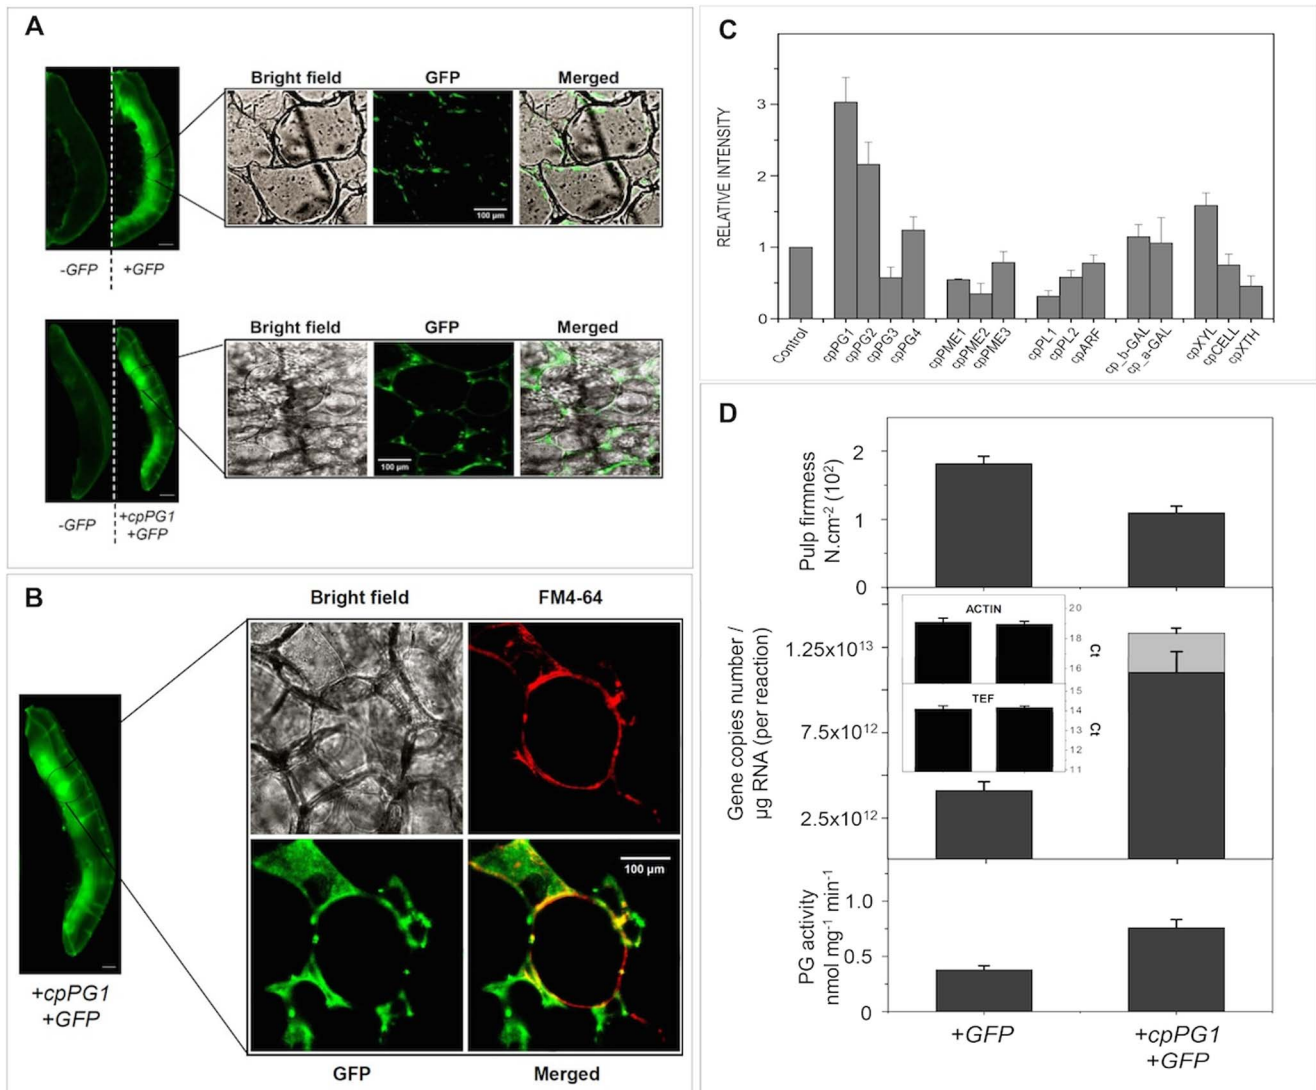 A
Bright field GFP Merged
100 µm
-GFP +GFP
Bright field GFP Merged
100 µm
-GFP +cpPG1
+GFP
B
Bright field FM4-64
100 µm
+cpPG1
+GFP
GFP Merged
C
RELATIVE INTENSITY
3
2
1
0
Control
cpPG1
cpPG2
cpPG3
cpPG4
cpPME1
cpPME2
cpPME3
cpPL1
cpPL2
cpARF
cp_b-GAL
cp_a-GAL
cpXYL
cpCELL
cpXTH
D
Pulp firmness
N.cm⁻² (10²)
2
1
0
Gene copies number /
µg RNA (per reaction)
1.25x10¹³
7.5x10¹²
2.5x10¹²
ACTIN
20
18
16
Ct
TEF
15
14
13
12
11
Ct
PG activity
nmol mg⁻¹ min⁻¹
1.0
0.5
0
+GFP +cpPG1
+GFP